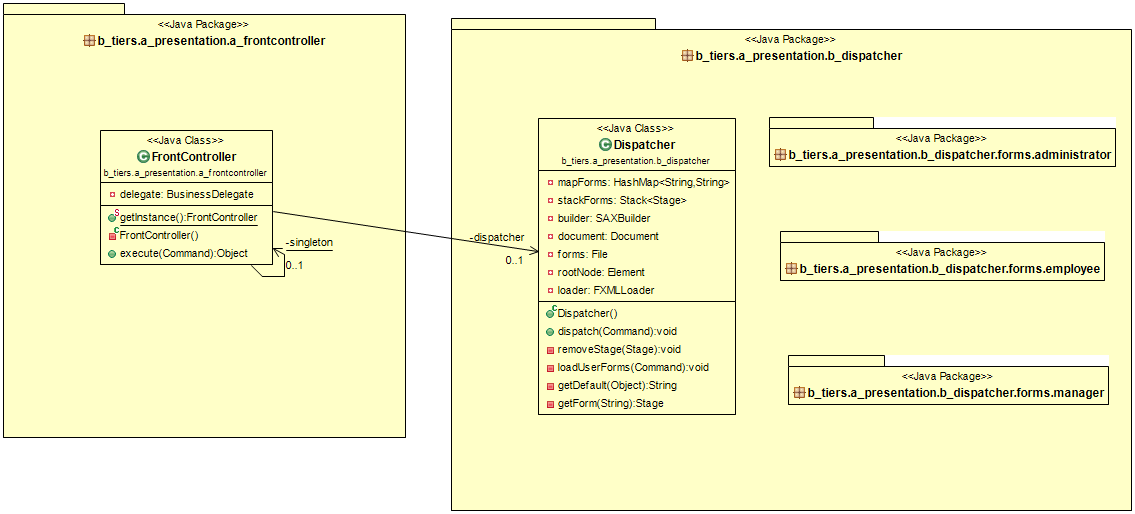 <<Java Package>>
b_tiers.a_presentation.a_frontcontroller
<<Java Class>>
FrontController
b_tiers.a_presentation.a_frontcontroller
delegate: BusinessDelegate
getInstance():FrontController
FrontController()
execute(Command):Object
-singleton
0..1
-dispatcher
0..1
<<Java Package>>
b_tiers.a_presentation.b_dispatcher
<<Java Class>>
Dispatcher
b_tiers.a_presentation.b_dispatcher
mapForms: HashMap<String,String>
stackForms: Stack<Stage>
builder: SAXBuilder
document: Document
forms: File
rootNode: Element
loader: FXMLLoader
Dispatcher()
dispatch(Command):void
removeStage(Stage):void
loadUserForms(Command):void
getDefault(Object):String
getForm(String):Stage
<<Java Package>>
b_tiers.a_presentation.b_dispatcher.forms.administrator
<<Java Package>>
b_tiers.a_presentation.b_dispatcher.forms.employee
<<Java Package>>
b_tiers.a_presentation.b_dispatcher.forms.manager